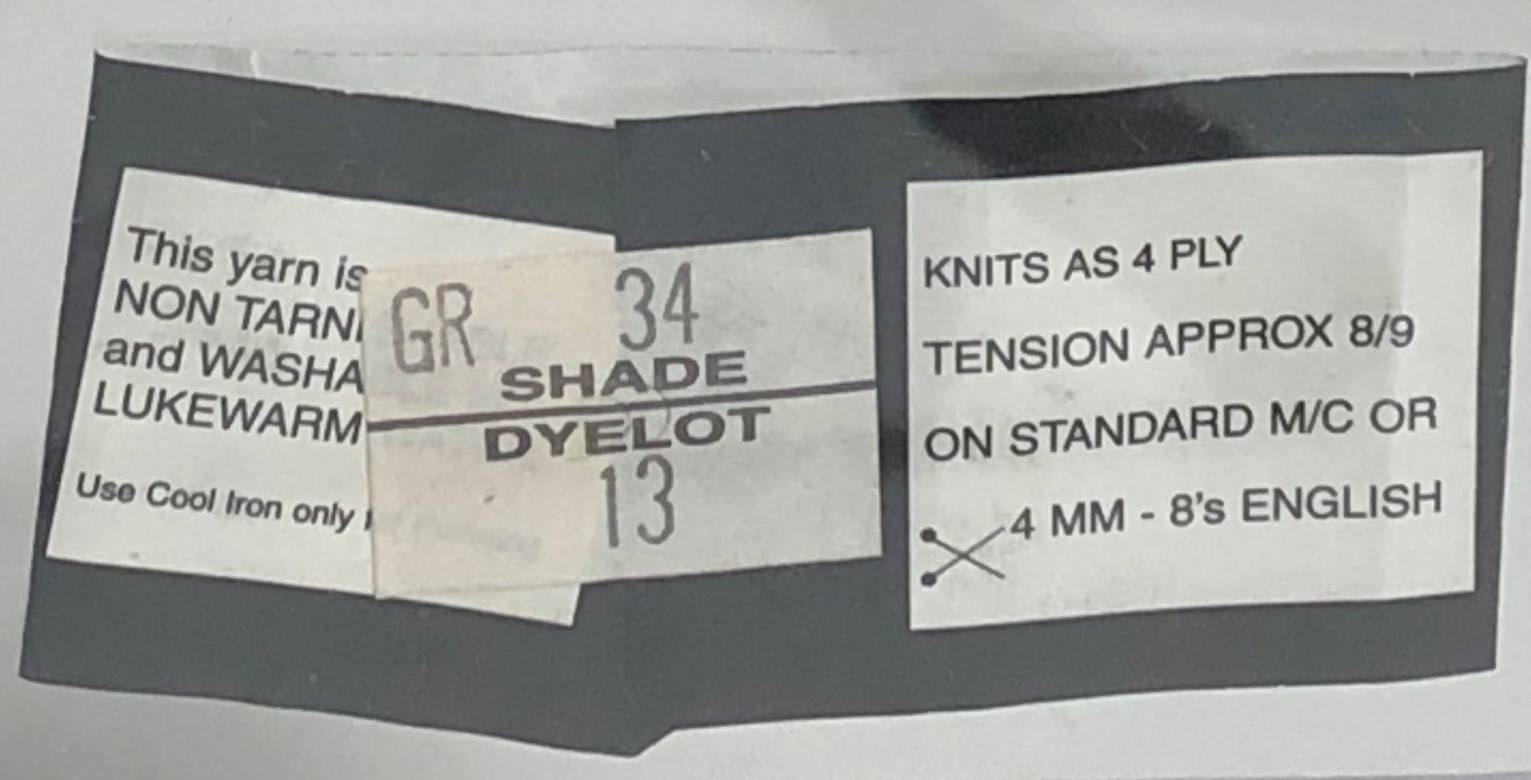 This yarn is
NON TARNI
and WASHA
LUKEWARM
Use Cool Iron only
GR 34
SHADE
DYELOT
13
KNITS AS 4 PLY
TENSION APPROX 8/9
ON STANDARD M/C OR
4 MM - 8's ENGLISH